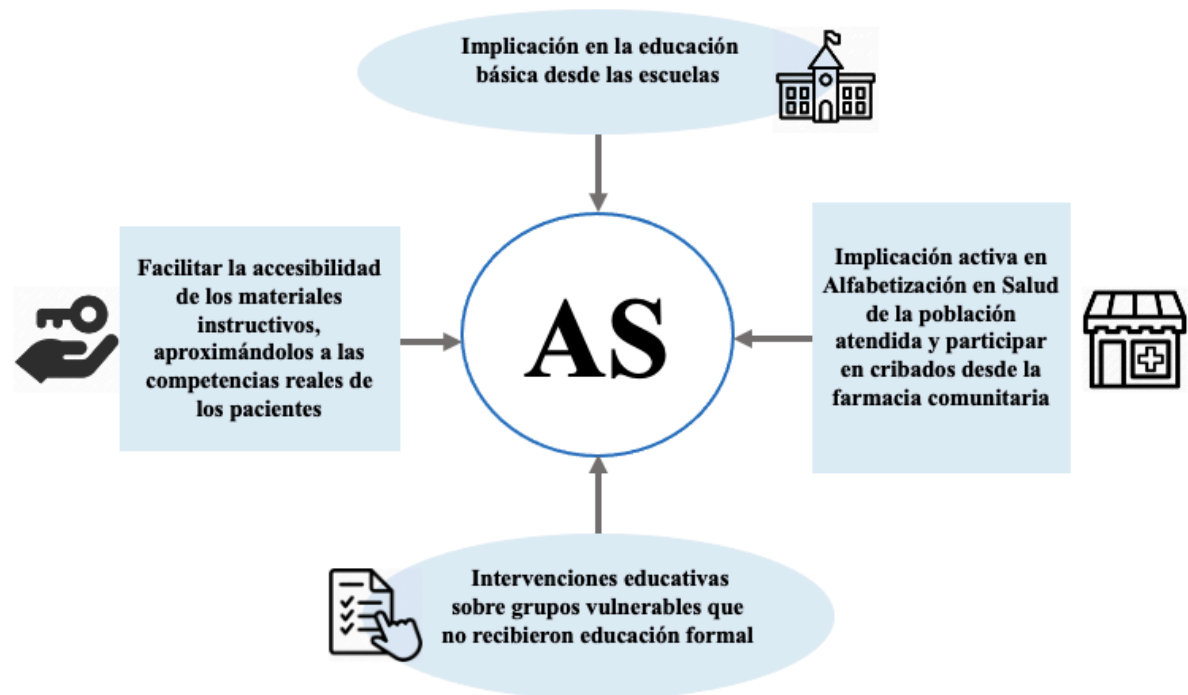 Implicación en la educación
básica desde las escuelas
Facilitar la accesibilidad
de los materiales
instructivos,
aproximándolos a las
competencias reales de
los pacientes
AS
Implicación activa en
Alfabetización en Salud
de la población
atendida y participar
en cribados desde la
farmacia comunitaria
Intervenciones educativas
sobre grupos vulnerables que
no recibieron educación formal